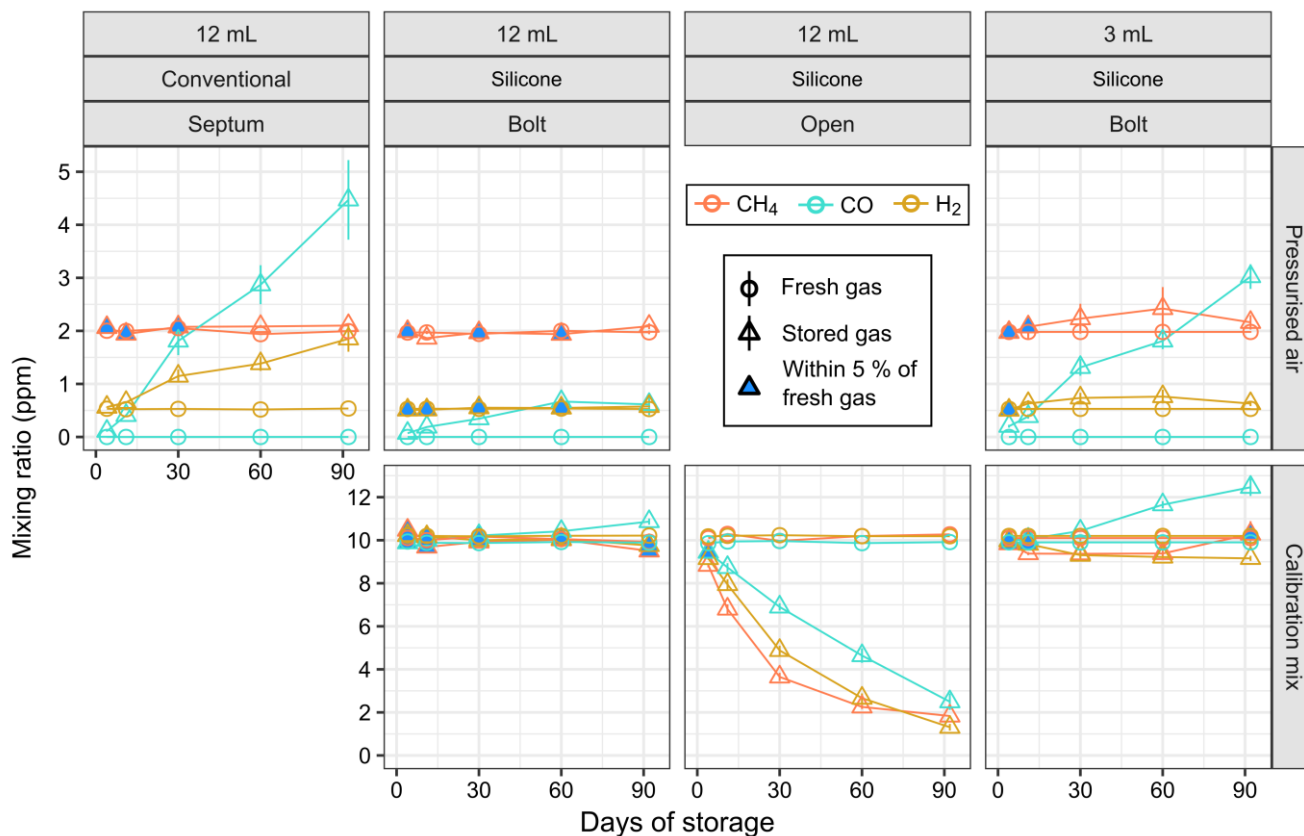 12 mL 12 mL 12 mL 3 mL
Conventional Silicone Silicone Silicone
Septum Bolt Open Bolt
5
4
3
2
1
0
0 30 60 90
0 30 60 90
CH₄ CO H₂
Fresh gas
Stored gas
Within 5 % of
fresh gas
Pressurised air
Mixing ratio (ppm)
12
10
8
6
4
2
0
Calibration mix
0 30 60 90 0 30 60 90 0 30 60 90
Days of storage